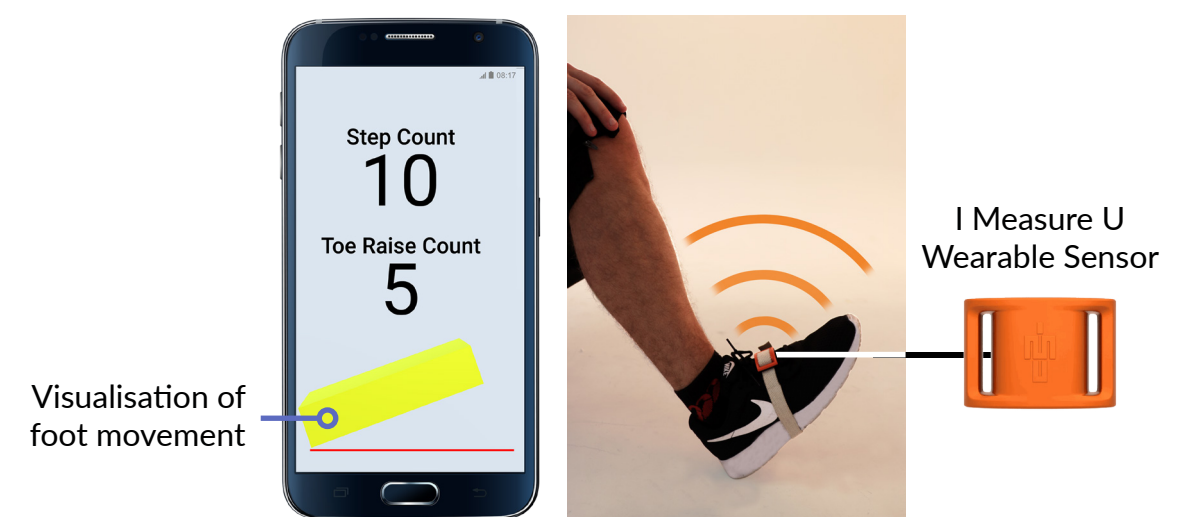 08:17
Step Count
10
Toe Raise Count
5
Visualisation of
foot movement
I Measure U
Wearable Sensor